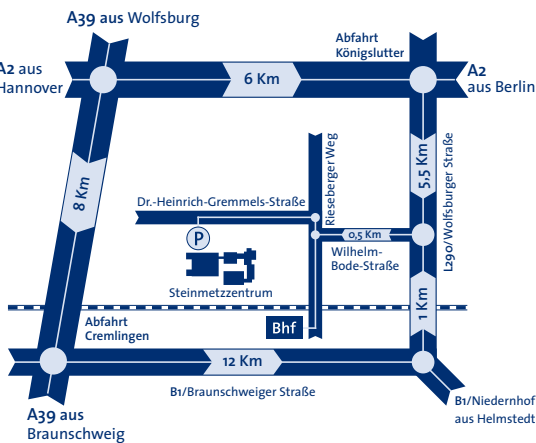 A39 aus Wolfsburg
Abfahrt
Königslutter
A2 aus
Hannover
6 Km
A2
aus Berlin
8 Km
Rieseberger Weg
5,5 Km
L290/Wolfsburger Straße
Dr.-Heinrich-Gremmels-Straße
P
0,5 Km
Wilhelm-
Bode-Straße
Steinmetzzentrum
1 Km
Abfahrt
Cremlingen
Bhf
12 Km
B1/Braunschweiger Straße
B1/Niedernhof
aus Helmstedt
A39 aus
Braunschweig